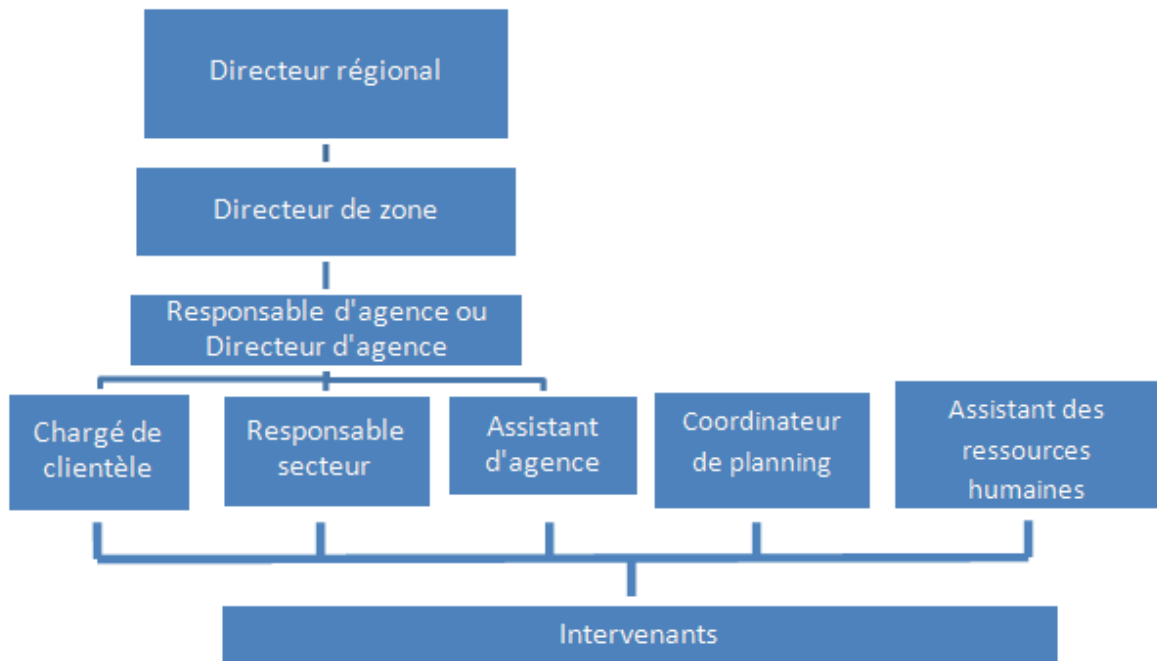 Directeur régional
Directeur de zone
Responsable d'agence ou
Directeur d'agence
Chargé de
clientèle
Responsable
secteur
Assistant
d'agence
Coordinateur
de planning
Assistant des
ressources
humaines
Intervenants